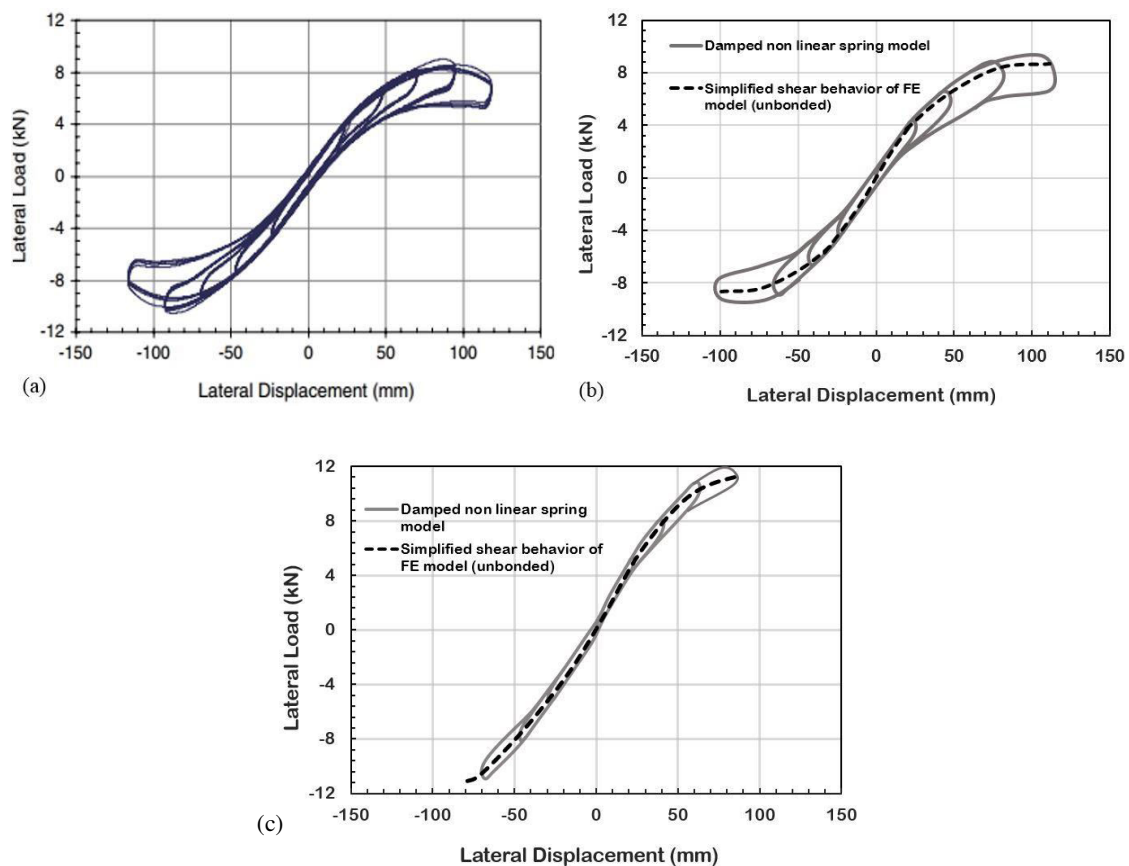 12
8
4
0
-4
-8
-12
-150 -100 -50 0 50 100 150
Lateral Load (kN)
Lateral Displacement (mm)
(a)
12
8
4
0
-4
-8
-12
-150 -100 -50 0 50 100 150
Lateral Load (kN)
Lateral Displacement (mm)
Damped non linear spring model
Simplified shear behavior of FE
model (unbonded)
(b)
12
8
4
0
-4
-8
-12
-150 -100 -50 0 50 100 150
Lateral Load (kN)
Lateral Displacement (mm)
Damped non linear spring
model
Simplified shear behavior of
FE model (unbonded)
(c)